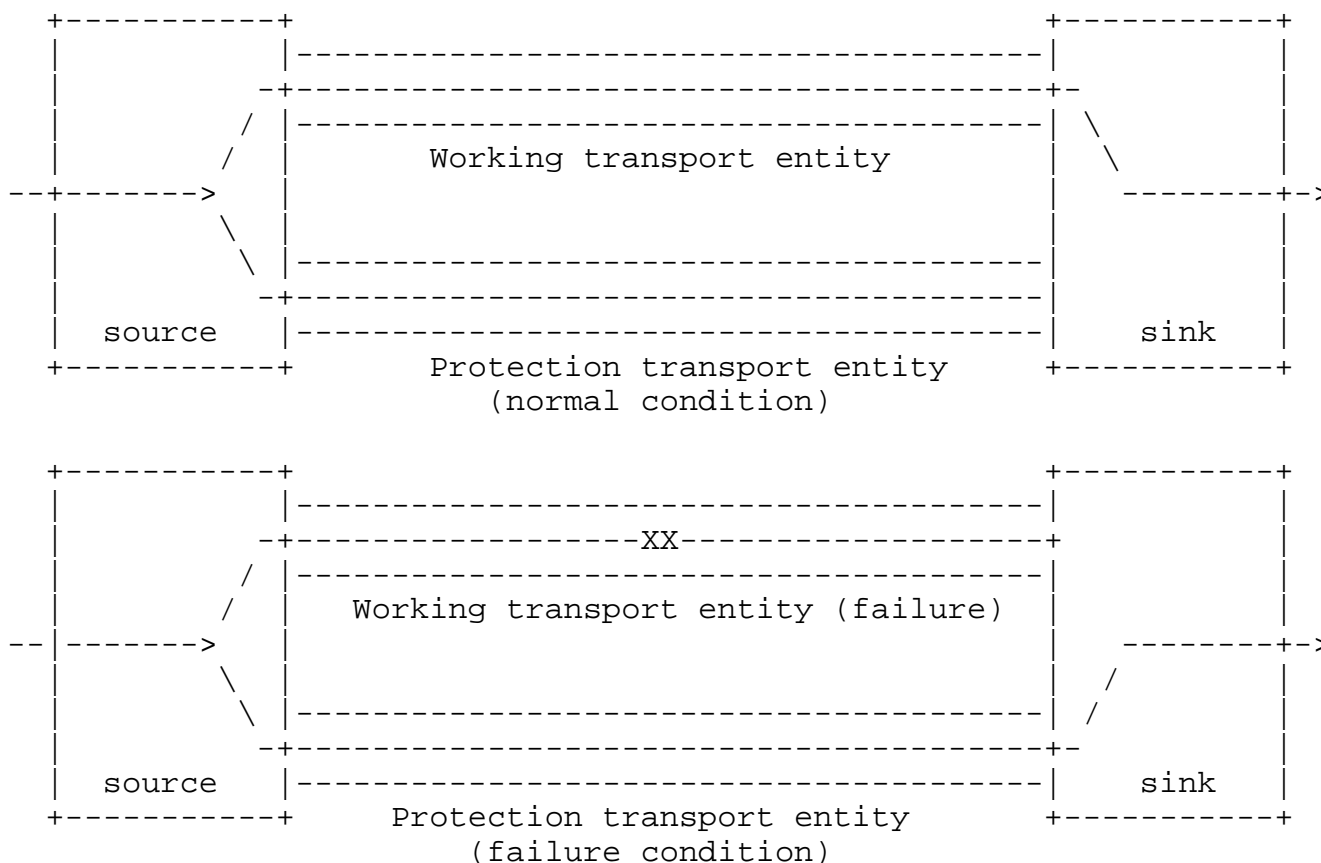 Working transport entity
source
sink
Protection transport entity
(normal condition)
XX
Working transport entity (failure)
source
sink
Protection transport entity
(failure condition)